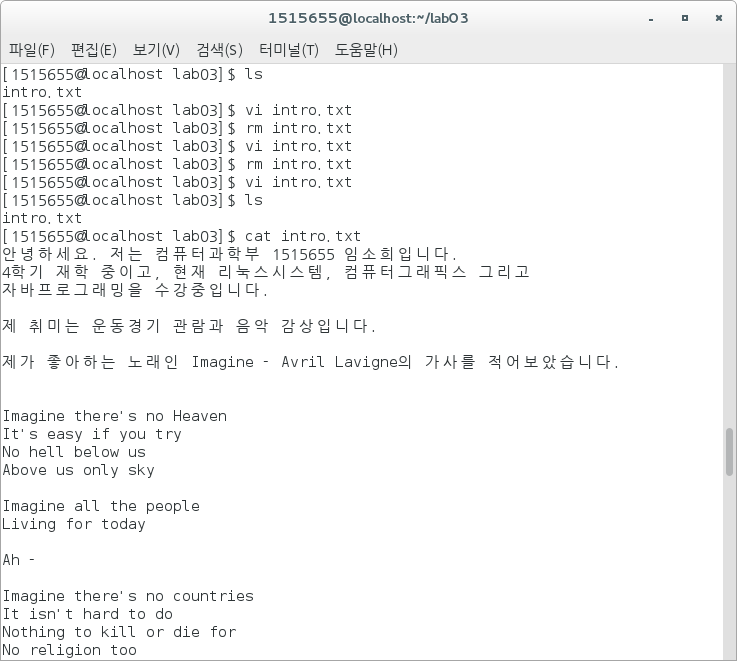 1515655@localhost:~/lab03
파일(F) 편집(E) 보기(V) 검색(S) 터미널(T) 도움말(H)
[1515655@localhost lab03]$ ls
intro.txt
[1515655@localhost lab03]$ vi intro.txt
[1515655@localhost lab03]$ rm intro.txt
[1515655@localhost lab03]$ vi intro.txt
[1515655@localhost lab03]$ rm intro.txt
[1515655@localhost lab03]$ vi intro.txt
[1515655@localhost lab03]$ ls
intro.txt
[1515655@localhost lab03]$ cat intro.txt
안녕하세요. 저는 컴퓨터과학부 1515655 임소희입니다.
4학기 재학 중이고, 현재 리눅스시스템, 컴퓨터그래픽스 그리고
자바프로그래밍을 수강중입니다.
제 취미는 운동경기 관람과 음악 감상입니다.
제가 좋아하는 노래인 Imagine - Avril Lavigne의 가사를 적어보았습니다.
Imagine there's no Heaven
It's easy if you try
No hell below us
Above us only sky
Imagine all the people
Living for today
Ah -
Imagine there's no countries
It isn't hard to do
Nothing to kill or die for
No religion too